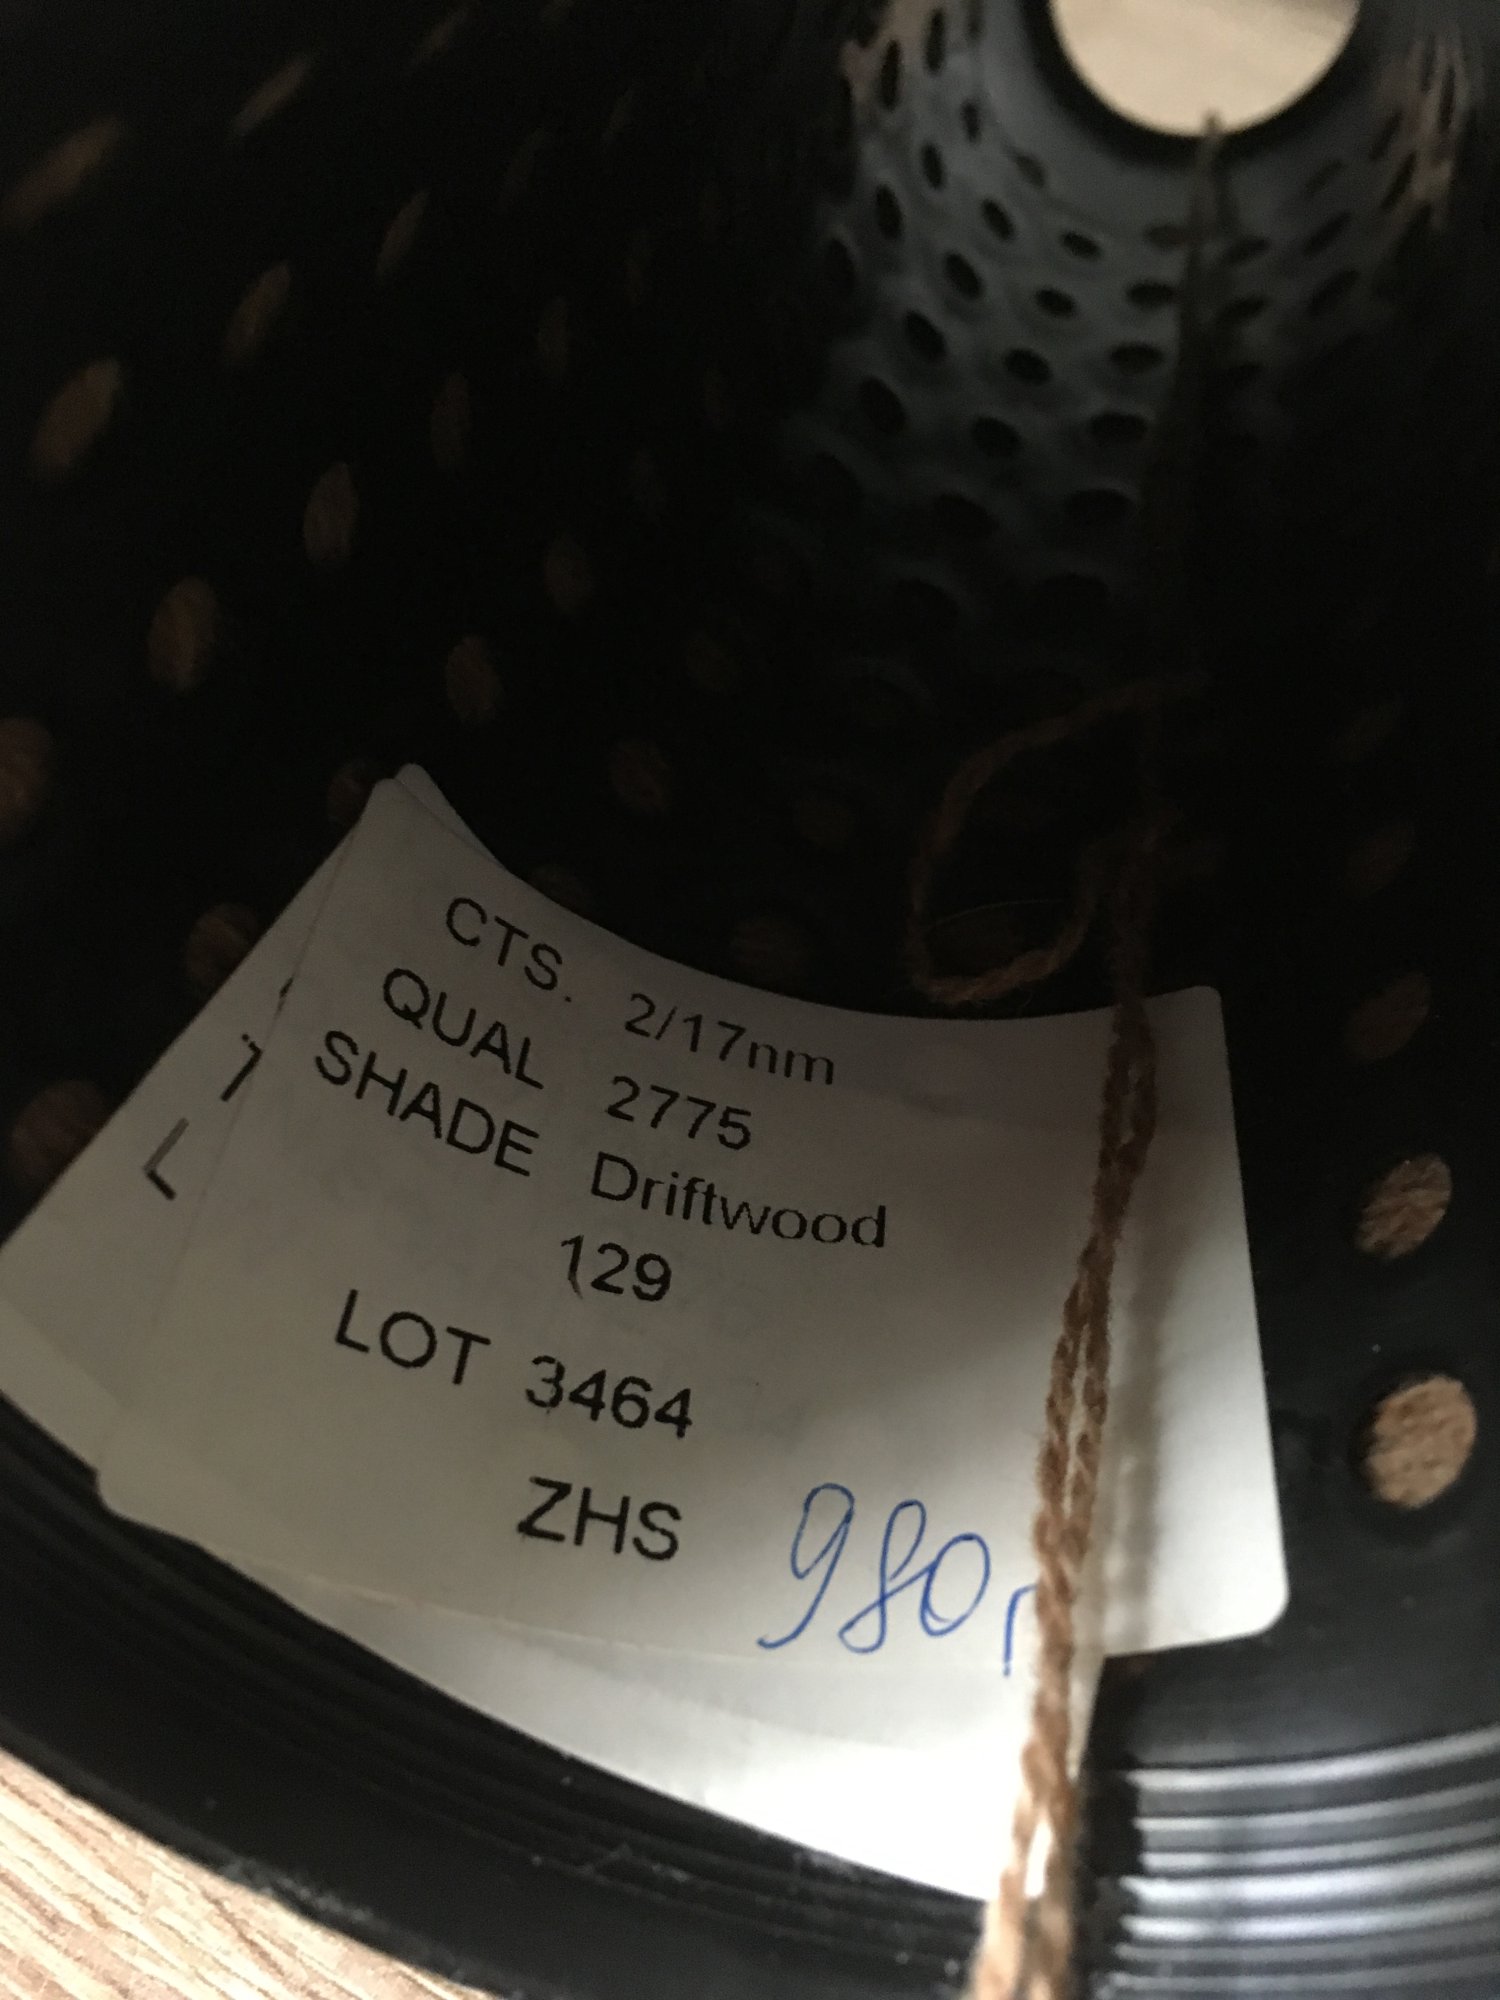 CTS. 2/17nm
QUAL 2775
SHADE Driftwood
129
LOT 3464
ZHS
980г